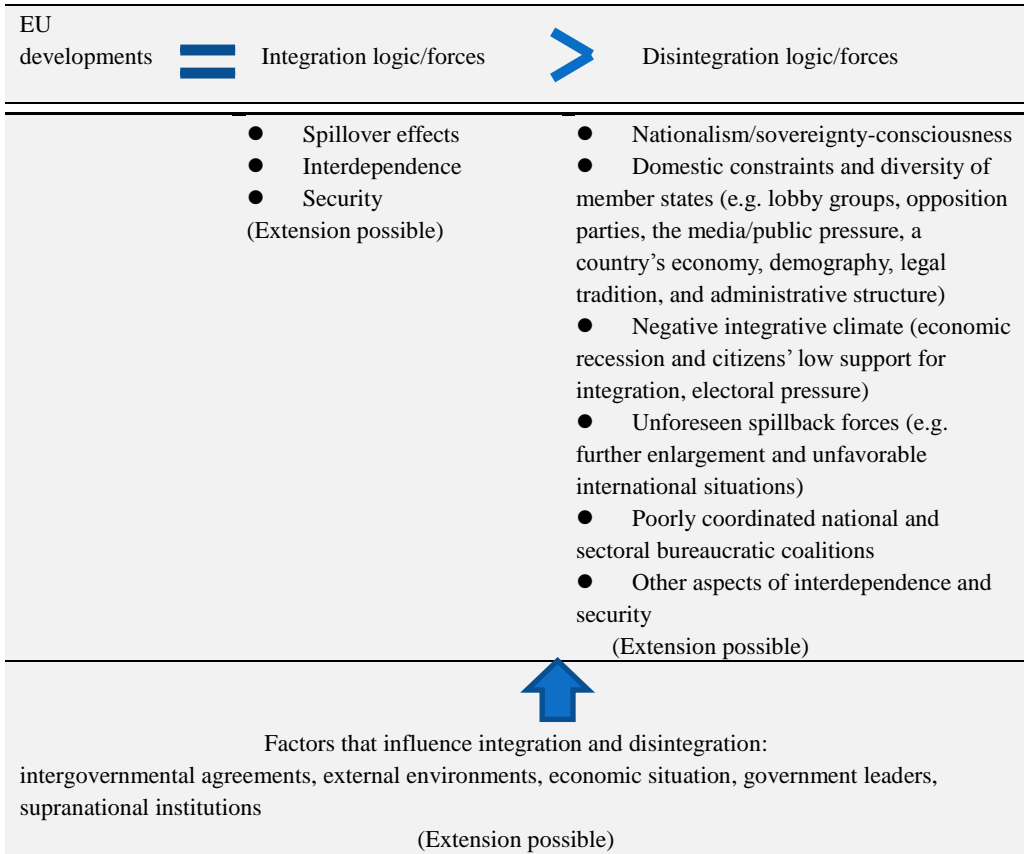 EU
developments
Integration logic/forces
Disintegration logic/forces
● Spillover effects
● Interdependence
● Security
(Extension possible)
● Nationalism/sovereignty-consciousness
● Domestic constraints and diversity of
member states (e.g. lobby groups, opposition
parties, the media/public pressure, a
country’s economy, demography, legal
tradition, and administrative structure)
● Negative integrative climate (economic
recession and citizens’ low support for
integration, electoral pressure)
● Unforeseen spillback forces (e.g.
further enlargement and unfavorable
international situations)
● Poorly coordinated national and
sectoral bureaucratic coalitions
● Other aspects of interdependence and
security
(Extension possible)
Factors that influence integration and disintegration:
intergovernmental agreements, external environments, economic situation, government leaders,
supranational institutions
(Extension possible)